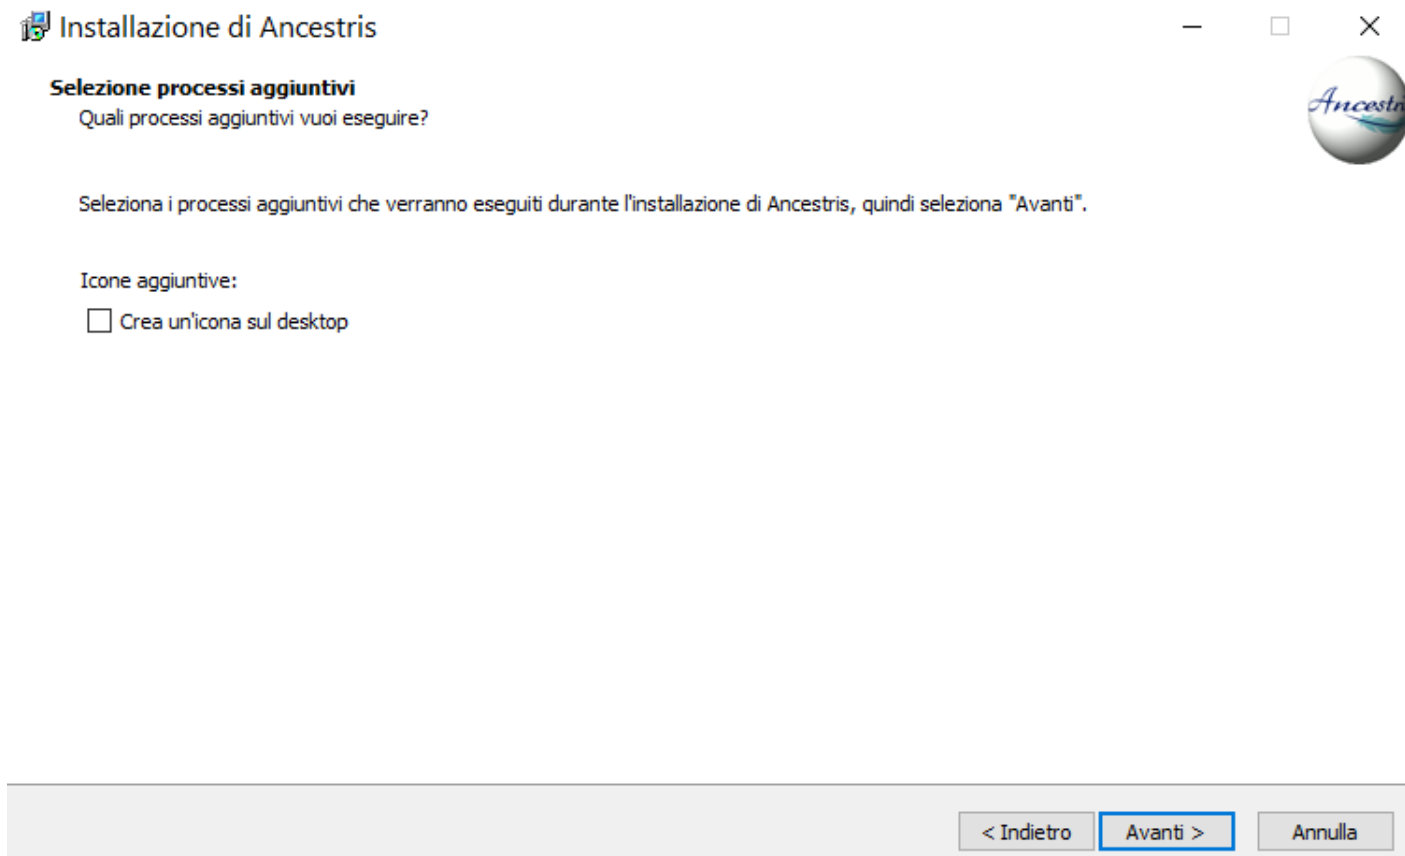 Installazione di Ancestris
Selezione processi aggiuntivi
Quali processi aggiuntivi vuoi eseguire?
Seleziona i processi aggiuntivi che verranno eseguiti durante l'installazione di Ancestris, quindi seleziona "Avanti".
Icone aggiuntive:
Crea un'icona sul desktop
< Indietro
Avanti >
Annulla